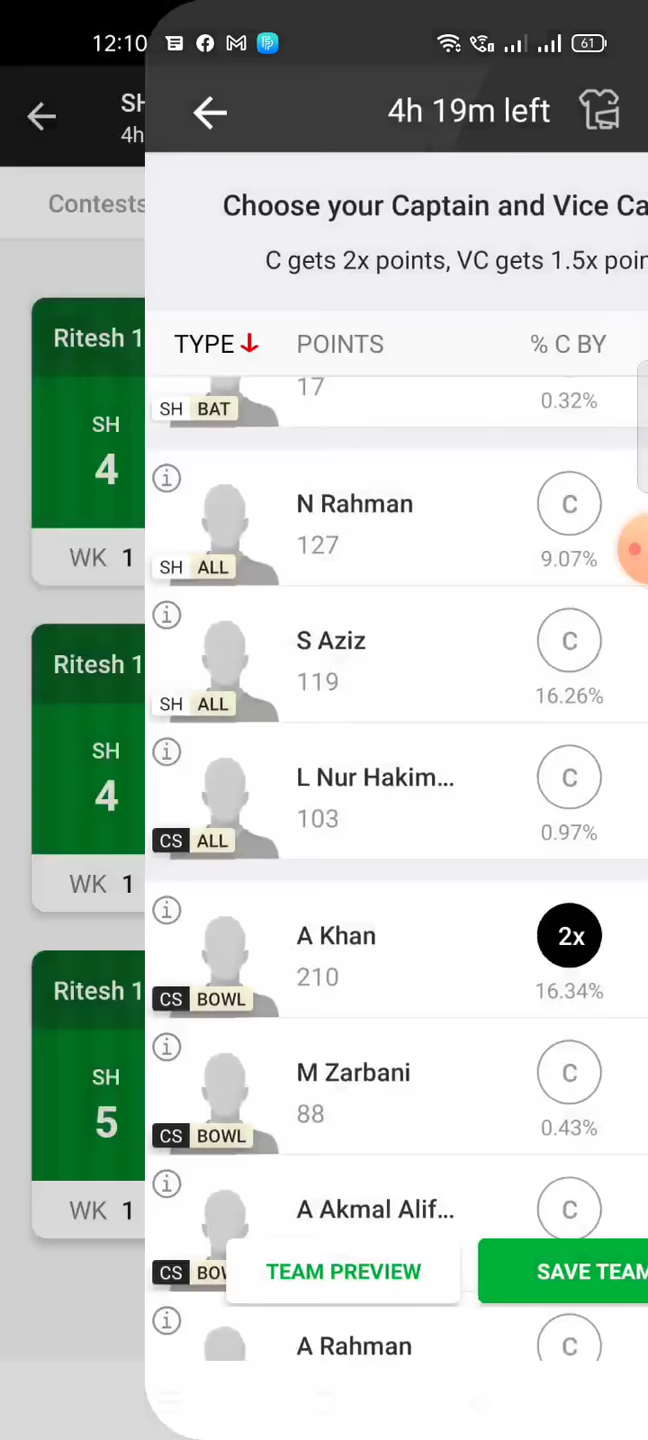 12:10
61
SH
4h
4h 19m left
Contests
Choose your Captain and Vice Ca
C gets 2x points, VC gets 1.5x poin
TYPE POINTS % C BY
Ritesh 1
SH
4
WK 1
17
SH BAT
0.32%
N Rahman
127
SH ALL
C
9.07%
Ritesh 1
SH
4
WK 1
S Aziz
119
SH ALL
C
16.26%
L Nur Hakim...
103
CS ALL
C
0.97%
A Khan
210
CS BOWL
2x
16.34%
Ritesh 1
SH
5
WK 1
M Zarbani
88
CS BOWL
C
0.43%
A Akmal Alif...
C
CS
TEAM PREVIEW
SAVE TEAM
A Rahman
C